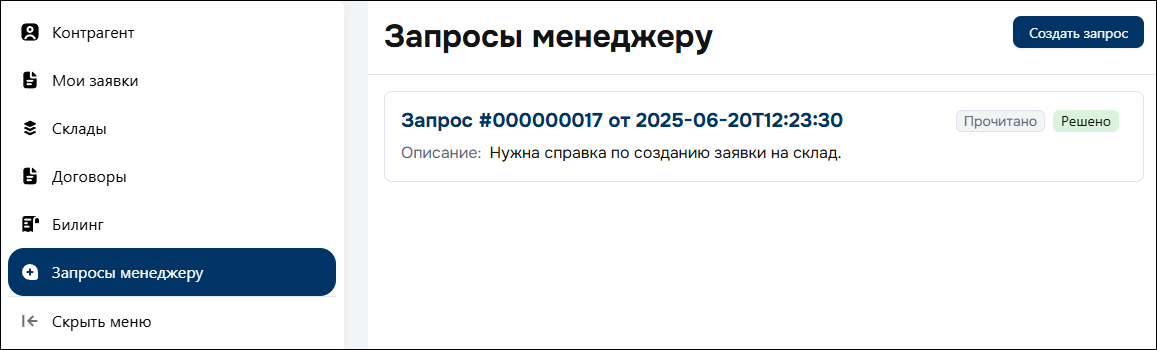 Контрагент
Мои заявки
Склады
Договоры
Билинг
Запросы менеджеру
Скрыть меню
Запросы менеджеру
Создать запрос
Запрос #000000017 от 2025-06-20T12:23:30
Прочитано
Решено
Описание: Нужна справка по созданию заявки на склад.